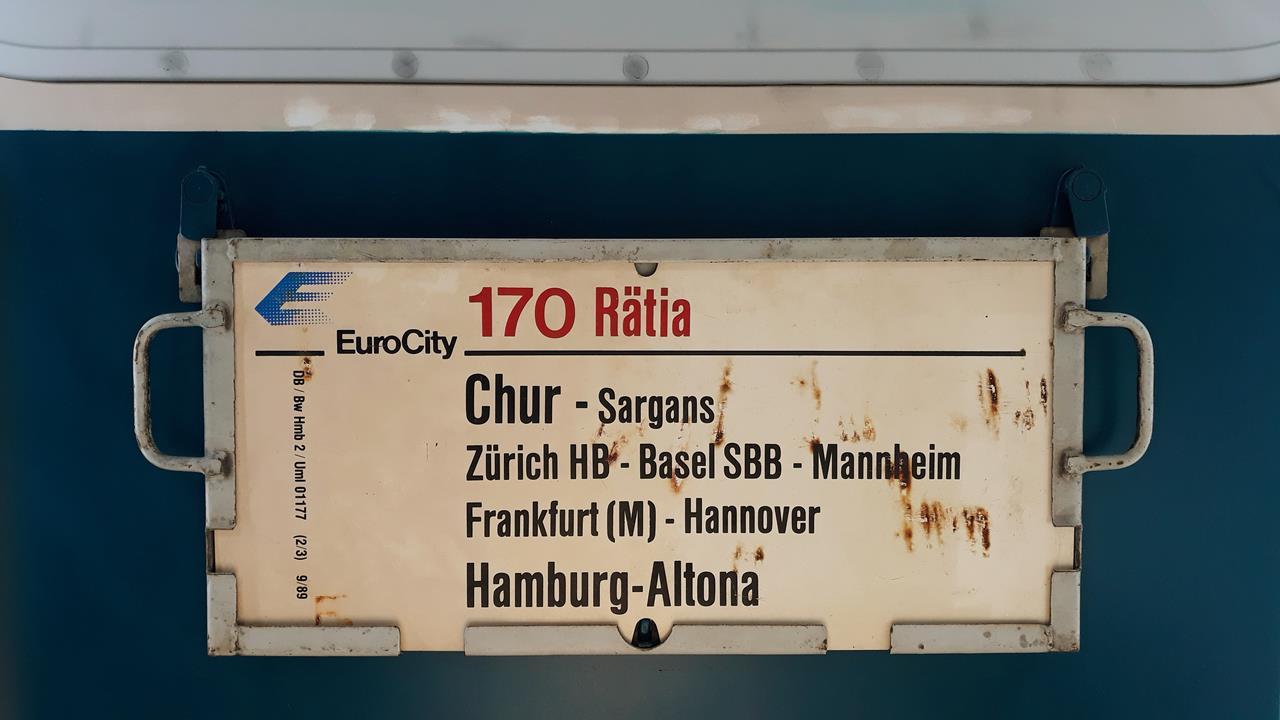 170 Rätia
EuroCity
Chur - Sargans
Zürich HB - Basel SBB - Mannheim
Frankfurt (M) - Hannover
Hamburg-Altona
DB / Bw Hmb 2 / Uml 01177 (2/3) 9/89